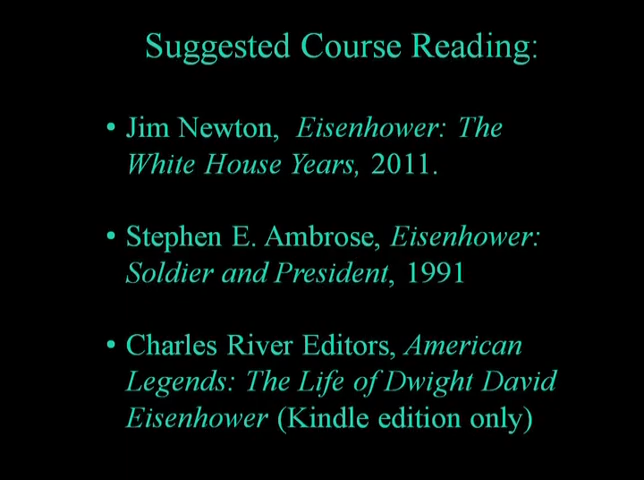 Suggested Course Reading:
• Jim Newton, Eisenhower: The
White House Years, 2011.
• Stephen E. Ambrose, Eisenhower:
Soldier and President, 1991
• Charles River Editors, American
Legends: The Life of Dwight David
Eisenhower (Kindle edition only)